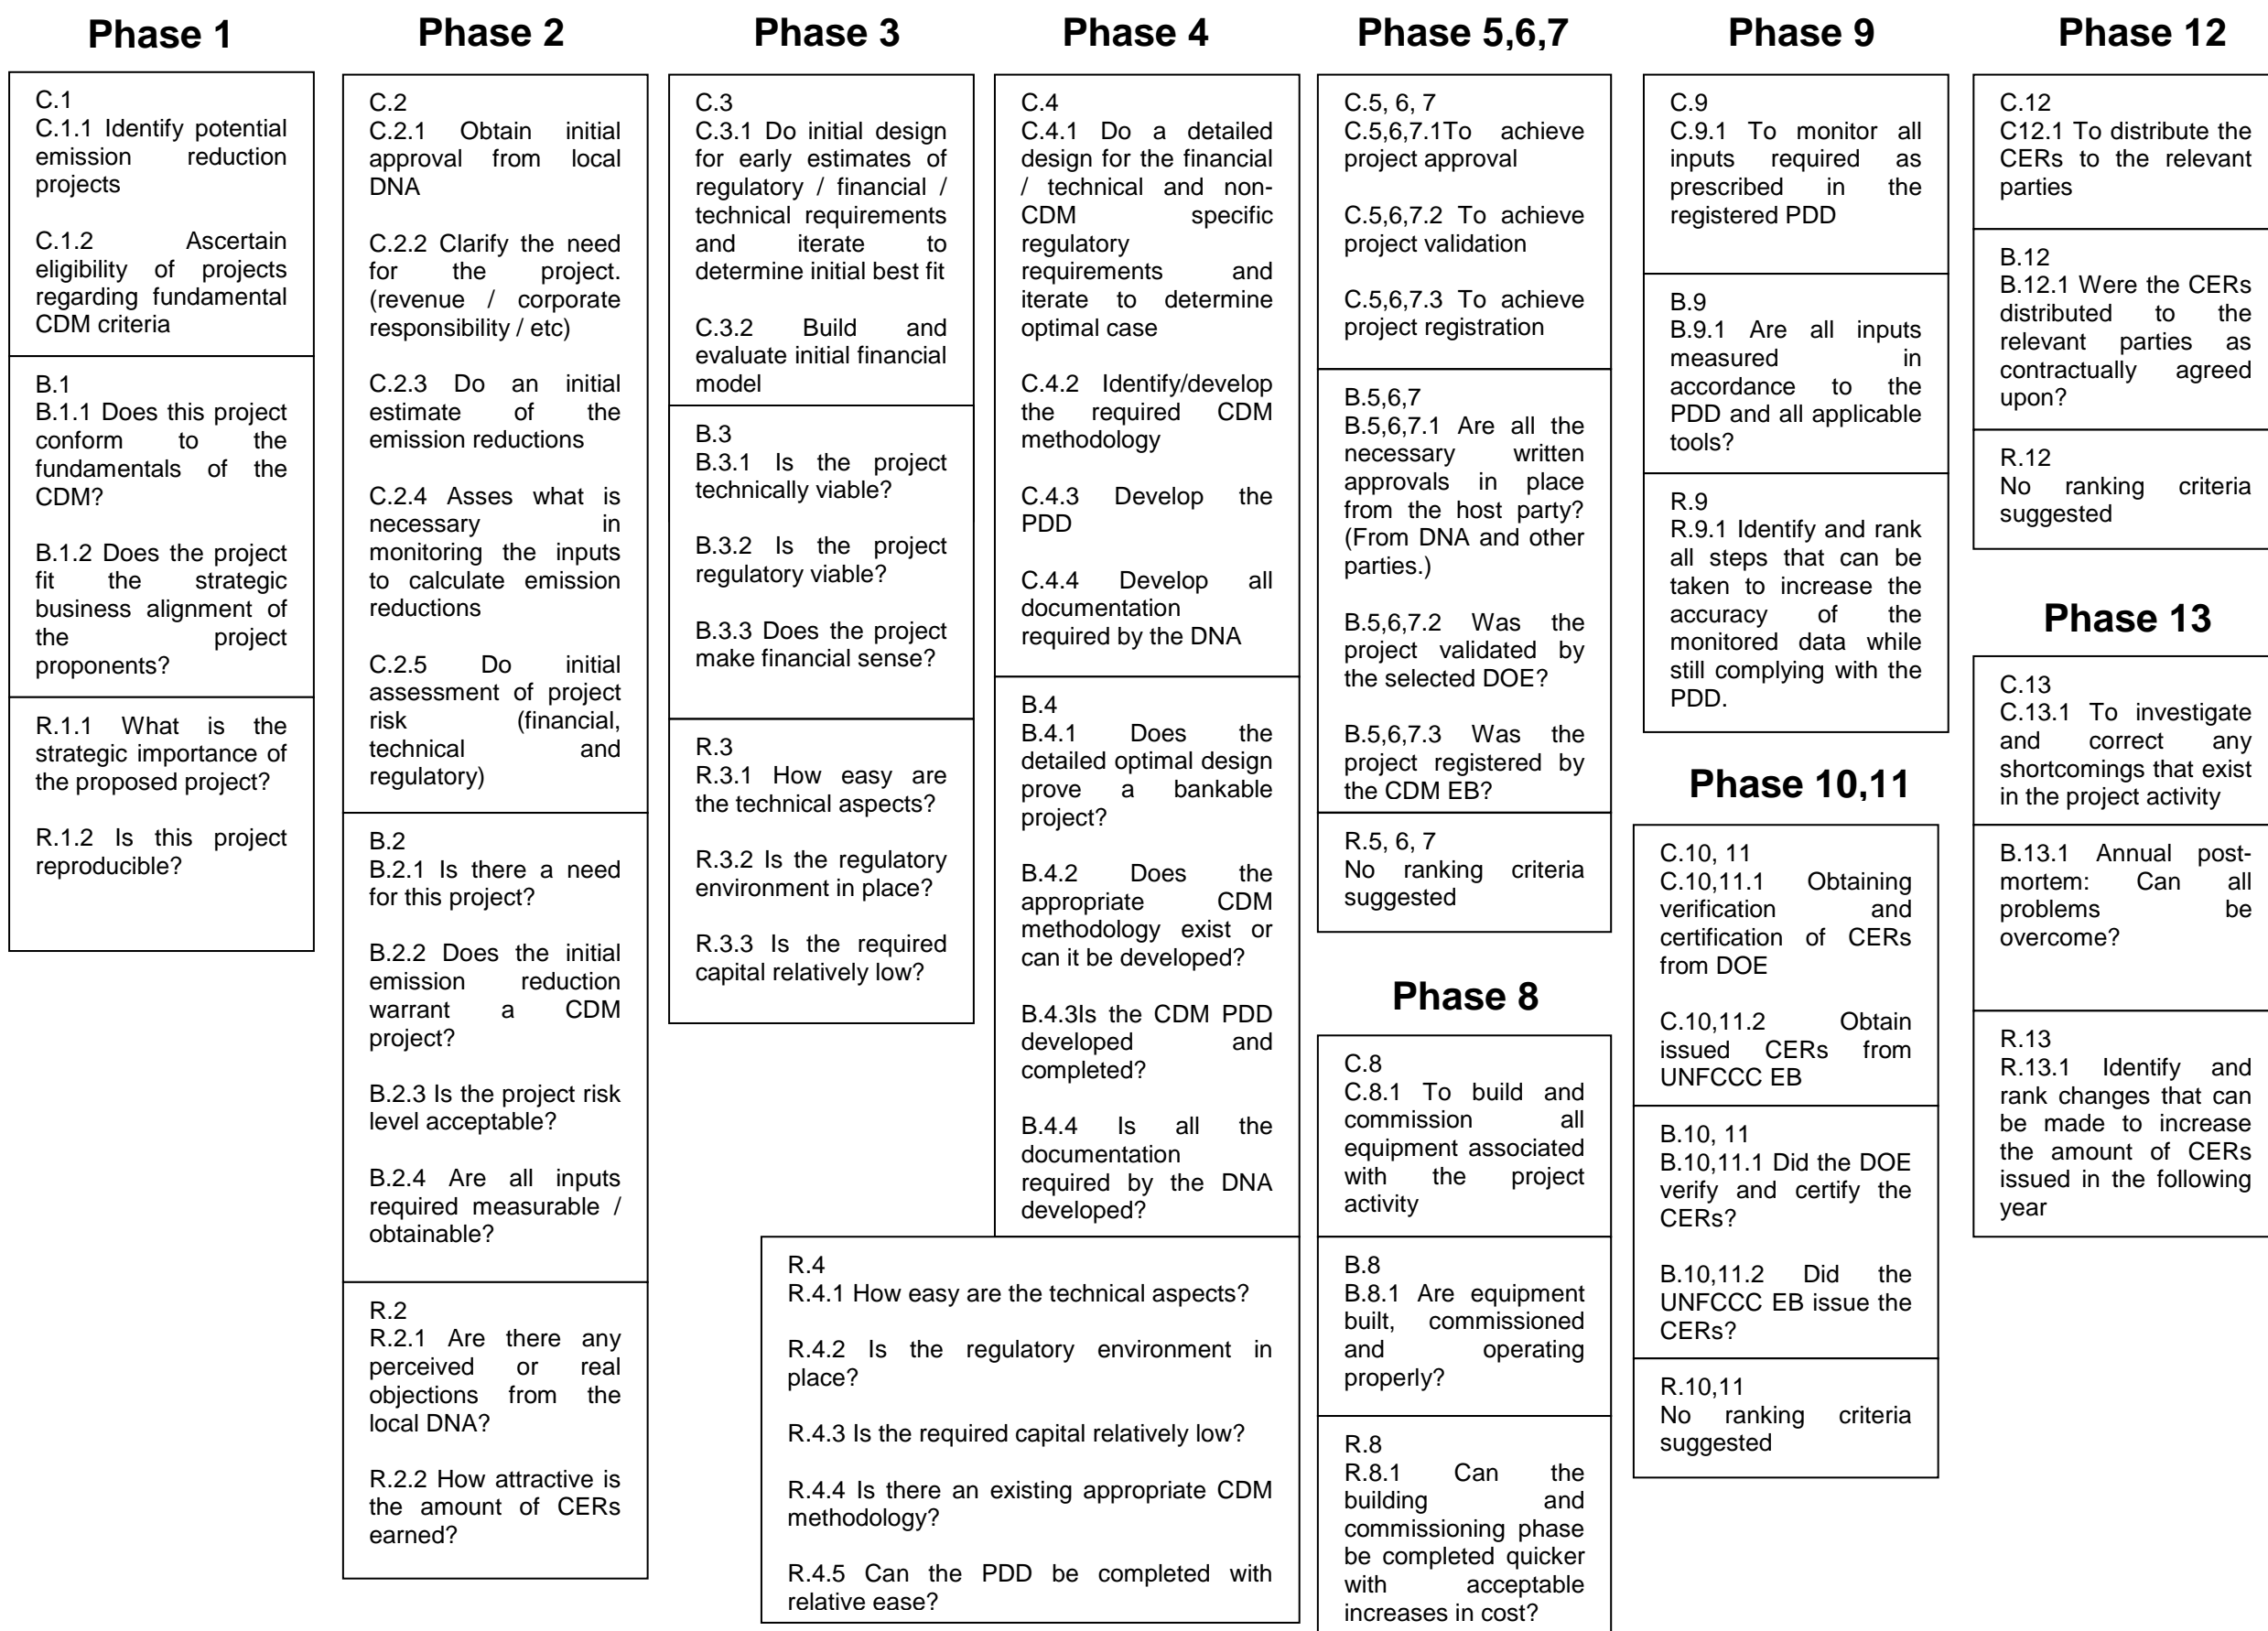 Phase 1
C.1
C.1.1 Identify potential
emission reduction
projects
C.1.2 Ascertain
eligibility of projects
regarding fundamental
CDM criteria
B.1
B.1.1 Does this project
conform to the
fundamentals of the
CDM?
B.1.2 Does the project
fit the strategic
business alignment of
the project
proponents?
R.1.1 What is the
strategic importance of
the proposed project?
R.1.2 Is this project
reproducible?
Phase 2
C.2
C.2.1 Obtain initial
approval from local
DNA
C.2.2 Clarify the need
for the project.
(revenue / corporate
responsibility / etc)
C.2.3 Do an initial
estimate of the
emission reductions
C.2.4 Asses what is
necessary in
monitoring the inputs
to calculate emission
reductions
C.2.5 Do initial
assessment of project
risk (financial,
technical and
regulatory)
B.2
B.2.1 Is there a need
for this project?
B.2.2 Does the initial
emission reduction
warrant a CDM
project?
B.2.3 Is the project risk
level acceptable?
B.2.4 Are all inputs
required measurable /
obtainable?
R.2
R.2.1 Are there any
perceived or real
objections from the
local DNA?
R.2.2 How attractive is
the amount of CERs
earned?
Phase 3
C.3
C.3.1 Do initial design
for early estimates of
regulatory / financial /
technical requirements
and iterate to
determine initial best fit
C.3.2 Build and
evaluate initial financial
model
B.3
B.3.1 Is the project
technically viable?
B.3.2 Is the project
regulatory viable?
B.3.3 Does the project
make financial sense?
R.3
R.3.1 How easy are
the technical aspects?
R.3.2 Is the regulatory
environment in place?
R.3.3 Is the required
capital relatively low?
Phase 4
C.4
C.4.1 Do a detailed
design for the financial
/ technical and non-
CDM specific
regulatory
requirements and
iterate to determine
optimal case
C.4.2 Identify/develop
the required CDM
methodology
C.4.3 Develop the
PDD
C.4.4 Develop all
documentation
required by the DNA
B.4
B.4.1 Does the
detailed optimal design
prove a bankable
project?
B.4.2 Does the
appropriate CDM
methodology exist or
can it be developed?
B.4.3Is the CDM PDD
developed and
completed?
B.4.4 Is all the
documentation
required by the DNA
developed?
R.4
R.4.1 How easy are the technical aspects?
R.4.2 Is the regulatory environment in
place?
R.4.3 Is the required capital relatively low?
R.4.4 Is there an existing appropriate CDM
methodology?
R.4.5 Can the PDD be completed with
relative ease?
Phase 5,6,7
C.5, 6, 7
C.5,6,7.1To achieve
project approval
C.5,6,7.2 To achieve
project validation
C.5,6,7.3 To achieve
project registration
B.5,6,7
B.5,6,7.1 Are all the
necessary written
approvals in place
from the host party?
(From DNA and other
parties.)
B.5,6,7.2 Was the
project validated by
the selected DOE?
B.5,6,7.3 Was the
project registered by
the CDM EB?
R.5, 6, 7
No ranking criteria
suggested
Phase 8
C.8
C.8.1 To build and
commission all
equipment associated
with the project
activity
B.8
B.8.1 Are equipment
built, commissioned
and operating
properly?
R.8
R.8.1 Can the
building and
commissioning phase
be completed quicker
with acceptable
increases in cost?
Phase 9
C.9
C.9.1 To monitor all
inputs required as
prescribed in the
registered PDD
B.9
B.9.1 Are all inputs
measured in
accordance to the
PDD and all applicable
tools?
R.9
R.9.1 Identify and rank
all steps that can be
taken to increase the
accuracy of the
monitored data while
still complying with the
PDD.
Phase 10,11
C.10, 11
C.10,11.1 Obtaining
verification and
certification of CERs
from DOE
C.10,11.2 Obtain
issued CERs from
UNFCCC EB
B.10, 11
B.10,11.1 Did the DOE
verify and certify the
CERs?
B.10,11.2 Did the
UNFCCC EB issue the
CERs?
R.10,11
No ranking criteria
suggested
Phase 12
C.12
C12.1 To distribute the
CERs to the relevant
parties
B.12
B.12.1 Were the CERs
distributed to the
relevant parties as
contractually agreed
upon?
R.12
No ranking criteria
suggested
Phase 13
C.13
C.13.1 To investigate
and correct any
shortcomings that exist
in the project activity
B.13.1 Annual post-
mortem: Can all
problems be
overcome?
R.13
R.13.1 Identify and
rank changes that can
be made to increase
the amount of CERs
issued in the following
year